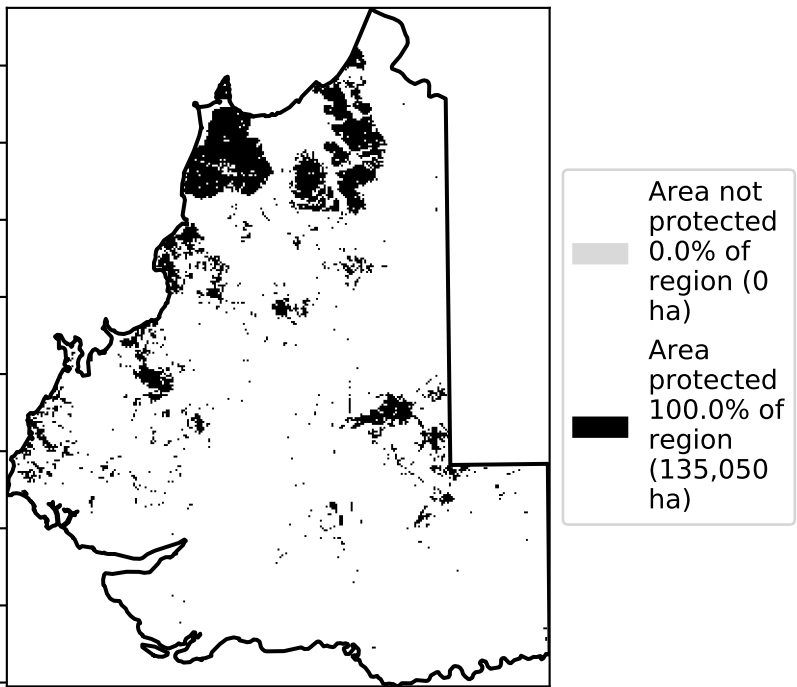 Area not
protected
0.0% of
region (0
ha)
Area
protected
100.0% of
region
(135,050
ha)